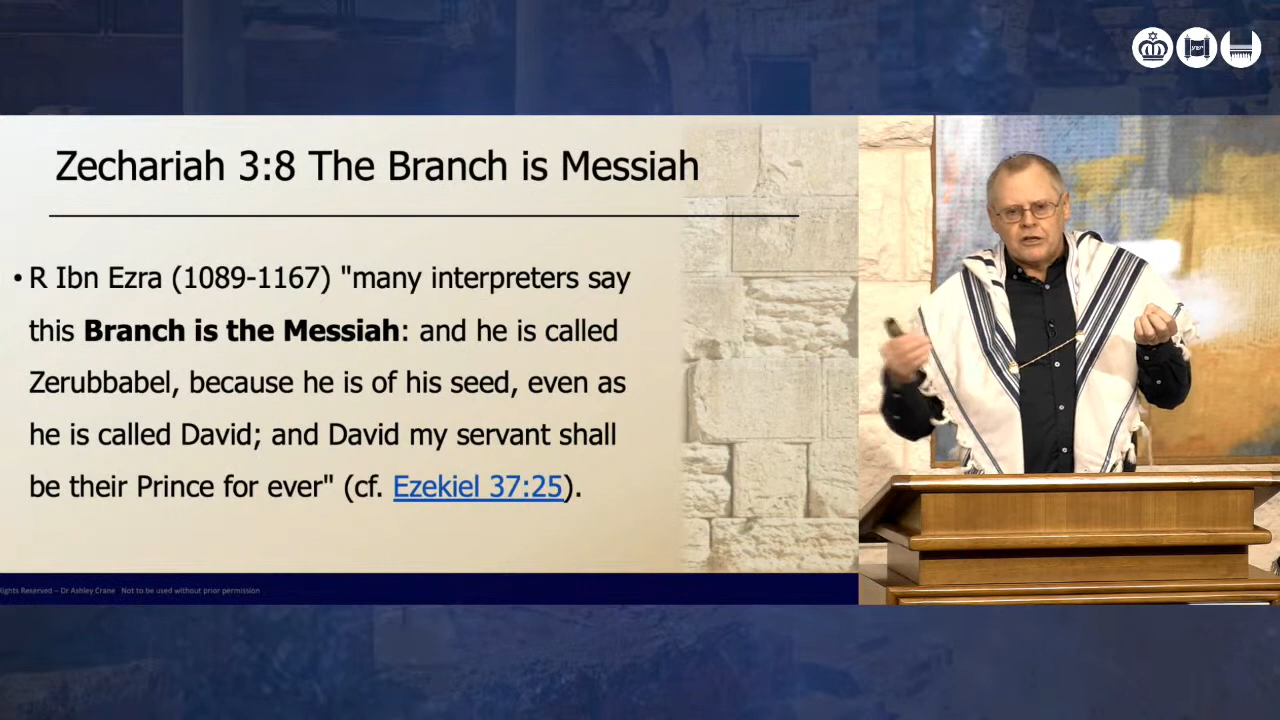 Zechariah 3:8 The Branch is Messiah
• R Ibn Ezra (1089-1167) "many interpreters say
this Branch is the Messiah: and he is called
Zerubbabel, because he is of his seed, even as
he is called David; and David my servant shall
be their Prince for ever" (cf. Ezekiel 37:25).
Rights Reserved – Dr Ashley Crane Not to be used without prior permission